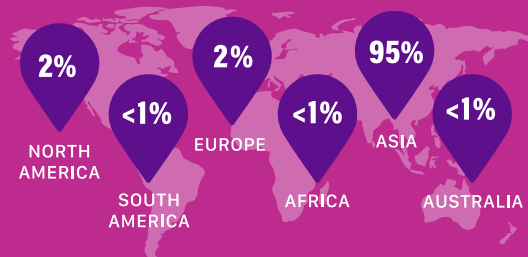 2%
NORTH
AMERICA
<1%
SOUTH
AMERICA
2%
EUROPE
<1%
AFRICA
95%
ASIA
<1%
AUSTRALIA